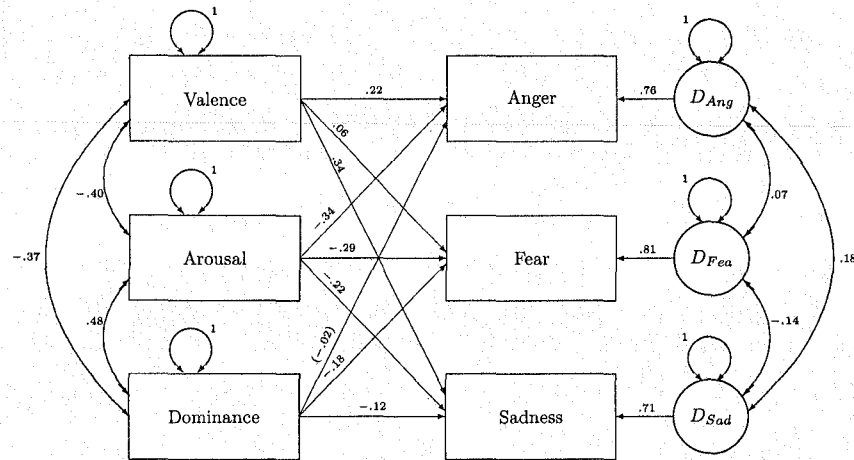 1
1
Valence
.22
Anger
.76
D_Ang
.06
.34
-.40
.07
1
1
-.34
-.37
Arousal
-.29
Fear
.81
D_Fea
.18
-.22
.48
-.14
1
(-.02)
-.18
1
Dominance
-.12
Sadness
.71
D_Sad